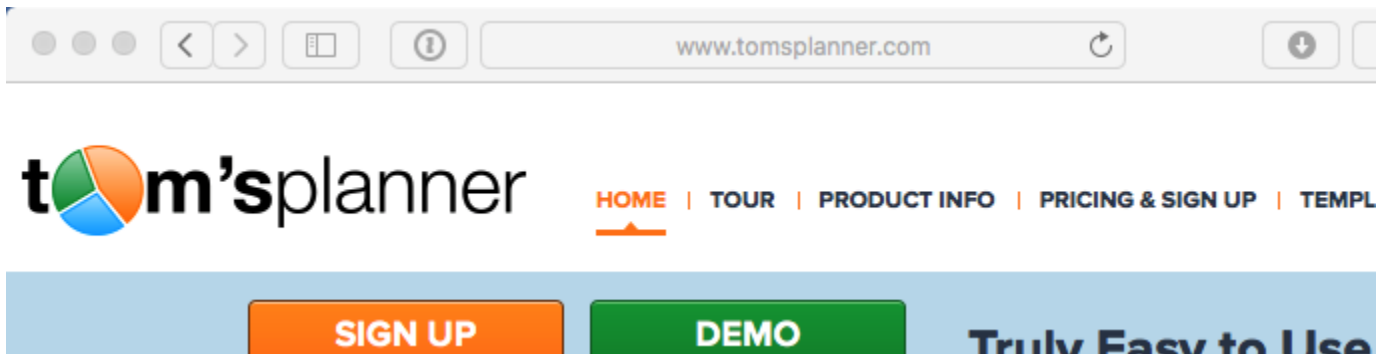 www.tomsplanner.com
tom'splanner
HOME | TOUR | PRODUCT INFO | PRICING & SIGN UP | TEMPL
SIGN UP
DEMO
Truly Easy to Use